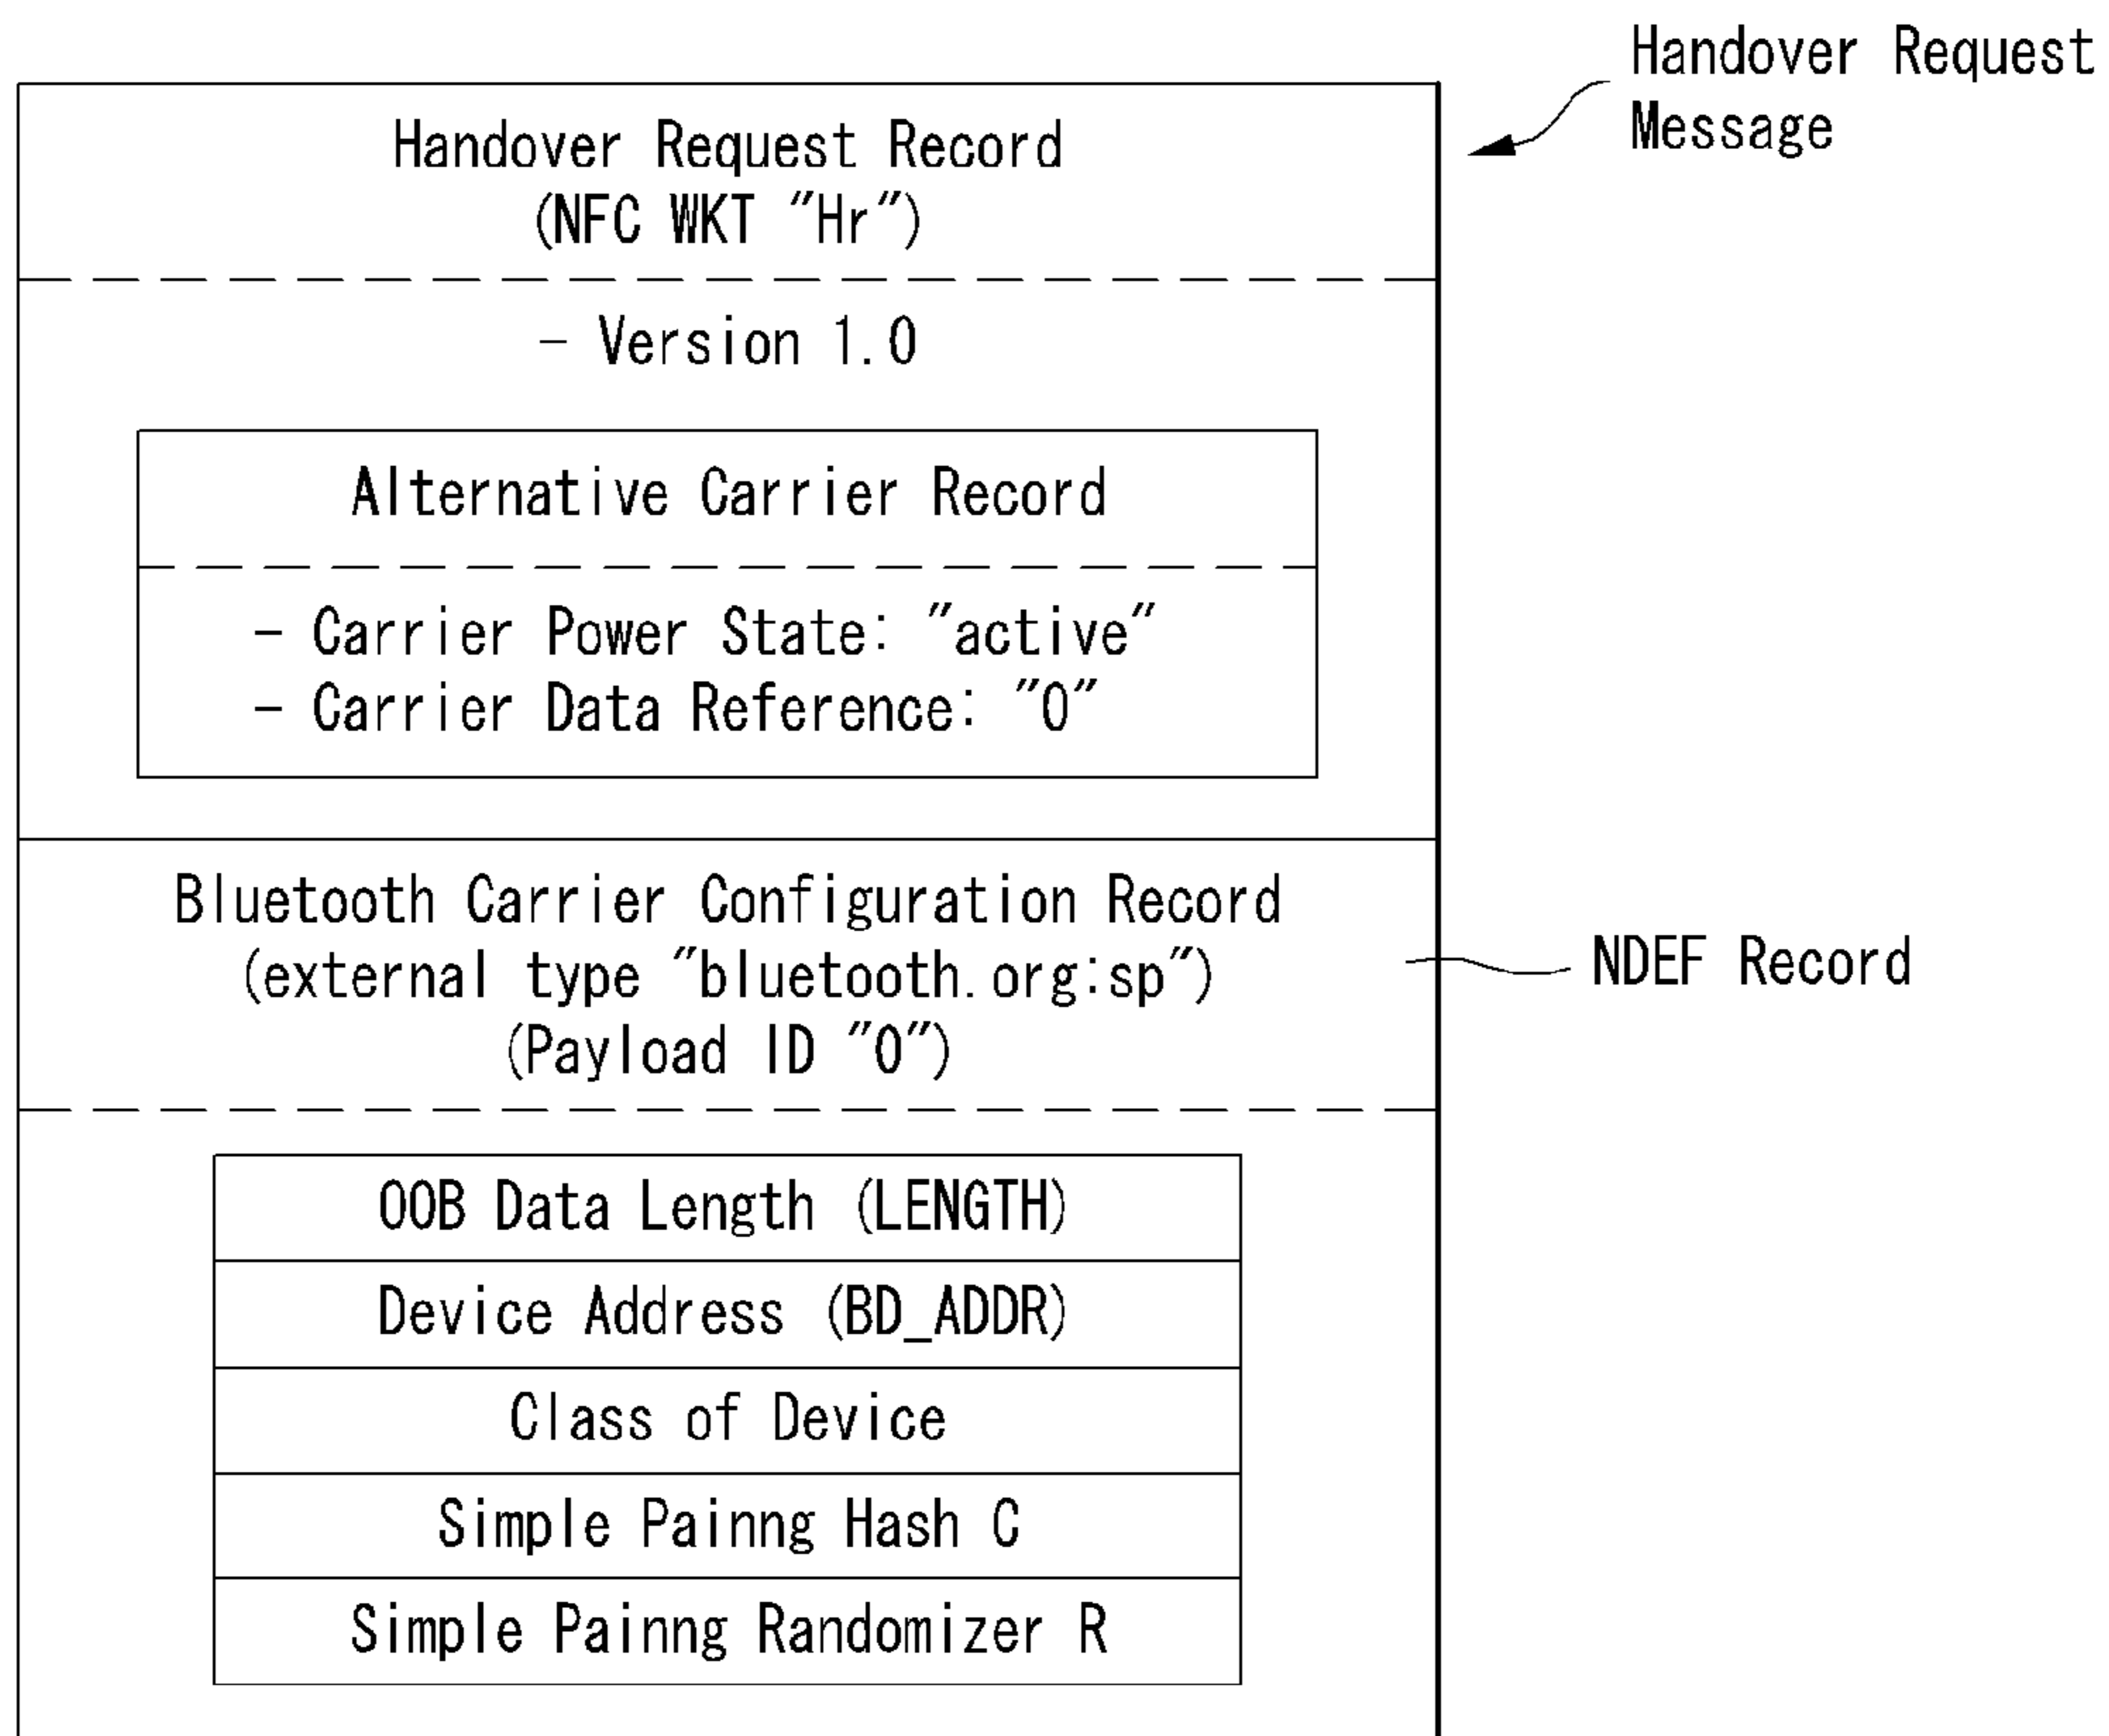 Handover Request
Message
Handover Request Record
(NFC WKT "Hr")
- Version 1.0
Alternative Carrier Record
- Carrier Power State: "active"
- Carrier Data Reference: "0"
Bluetooth Carrier Configuration Record
(external type "bluetooth.org:sp")
(Payload ID "0")
NDEF Record
OOB Data Length (LENGTH)
Device Address (BD_ADDR)
Class of Device
Simple Painng Hash C
Simple Painng Randomizer R